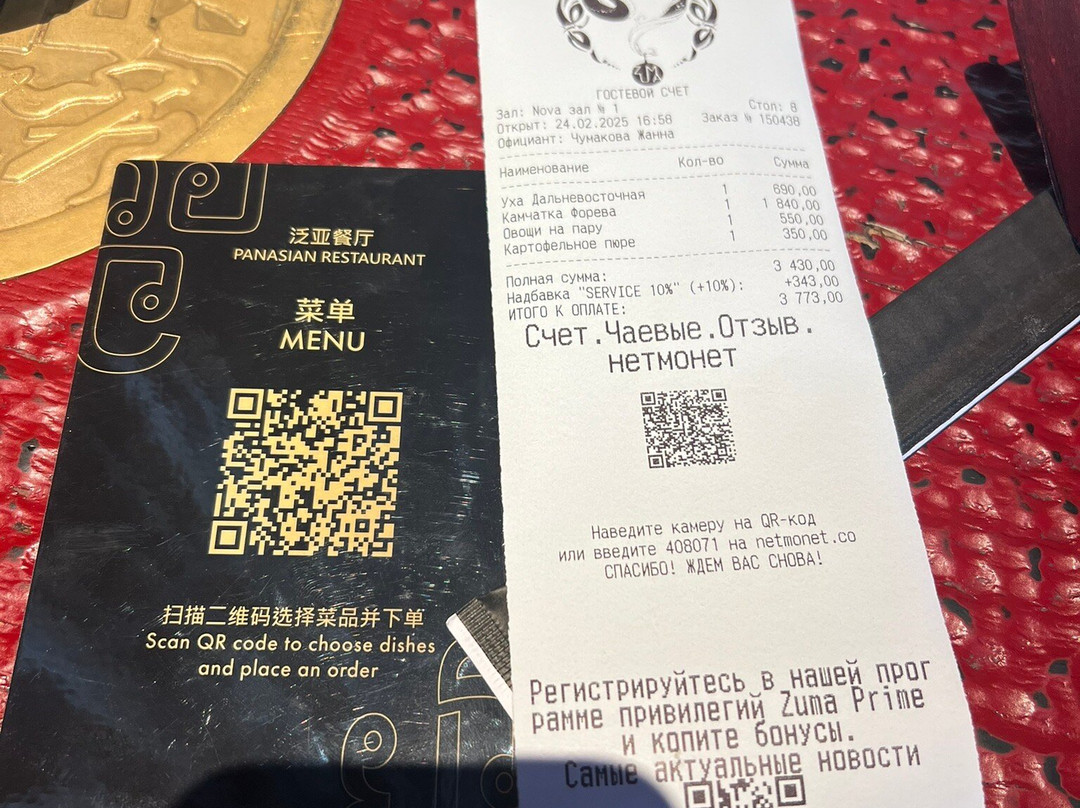 泛亚餐厅
PANASIAN RESTAURANT
菜单
MENU
扫描二维码选择菜品并下单
Scan QR code to choose dishes
and place an order
ГОСТЕВОЙ СЧЕТ
Зал: Nova зал № 1 Стол: 8
Открыт: 24.02.2025 16:58 Заказ № 150438
Официант: Чумакова Жанна
Наименование Кол-во Сумма
Уха Дальневосточная 1 690,00
Камчатка Форева 1 1 840,00
Овощи на пару 1 550,00
Картофельное пюре 1 350,00
Полная сумма: 3 430,00
Надбавка "SERVICE 10%" (+10%): +343,00
ИТОГО К ОПЛАТЕ: 3 773,00
Счет.Чаевые.Отзыв.
нетмонет
Наведите камеру на QR-код
или введите 408071 на netmonet.co
СПАСИБО! ЖДЕМ ВАС СНОВА!
Регистрируйтесь в нашей прог
рамме привилегий Zuma Prime
и копите бонусы.
Самые актуальные новости